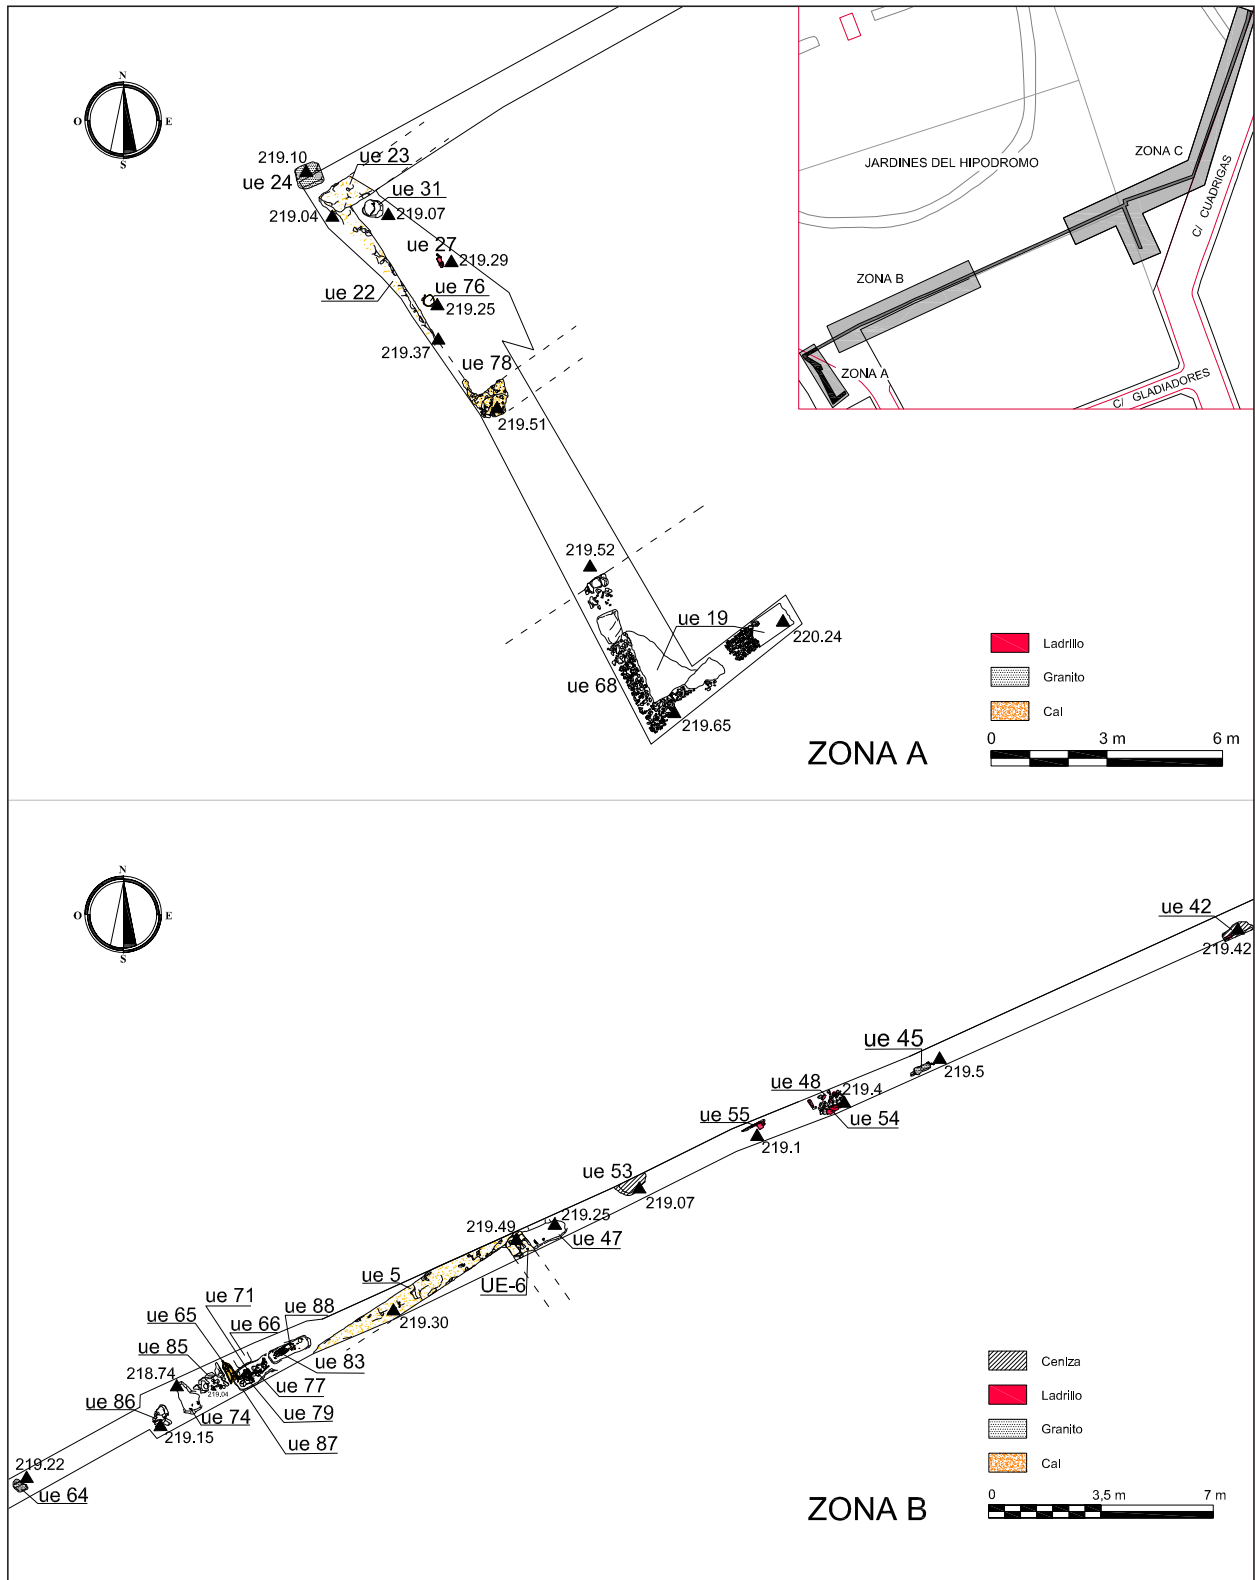 N
O
E
S
219.10
ue 23
ue 24
ue 31
219.04
219.07
ue 27
219.29
ue 22
ue 76
219.25
219.37
ue 78
219.51
219.52
ue 19
220.24
ue 68
219.65
JARDINES DEL HIPODROMO
ZONA C
C/ CUADRIGAS
ZONA B
ZONA A
C/ GLADIADORES
Ladrillo
Granito
Cal
ZONA A
0 3 m 6 m
N
O
E
S
ue 42
219.42
ue 45
219.5
ue 48
219.4
ue 55
ue 54
219.1
ue 53
219.07
219.25
219.49
ue 47
ue 5
UE-6
ue 71
ue 88
219.30
ue 65
ue 66
ue 85
ue 83
218.74
219.04
ue 77
ue 86
ue 74
ue 79
219.15
ue 87
219.22
ue 64
Ceniza
Ladrillo
Granito
Cal
ZONA B
0 3,5 m 7 m